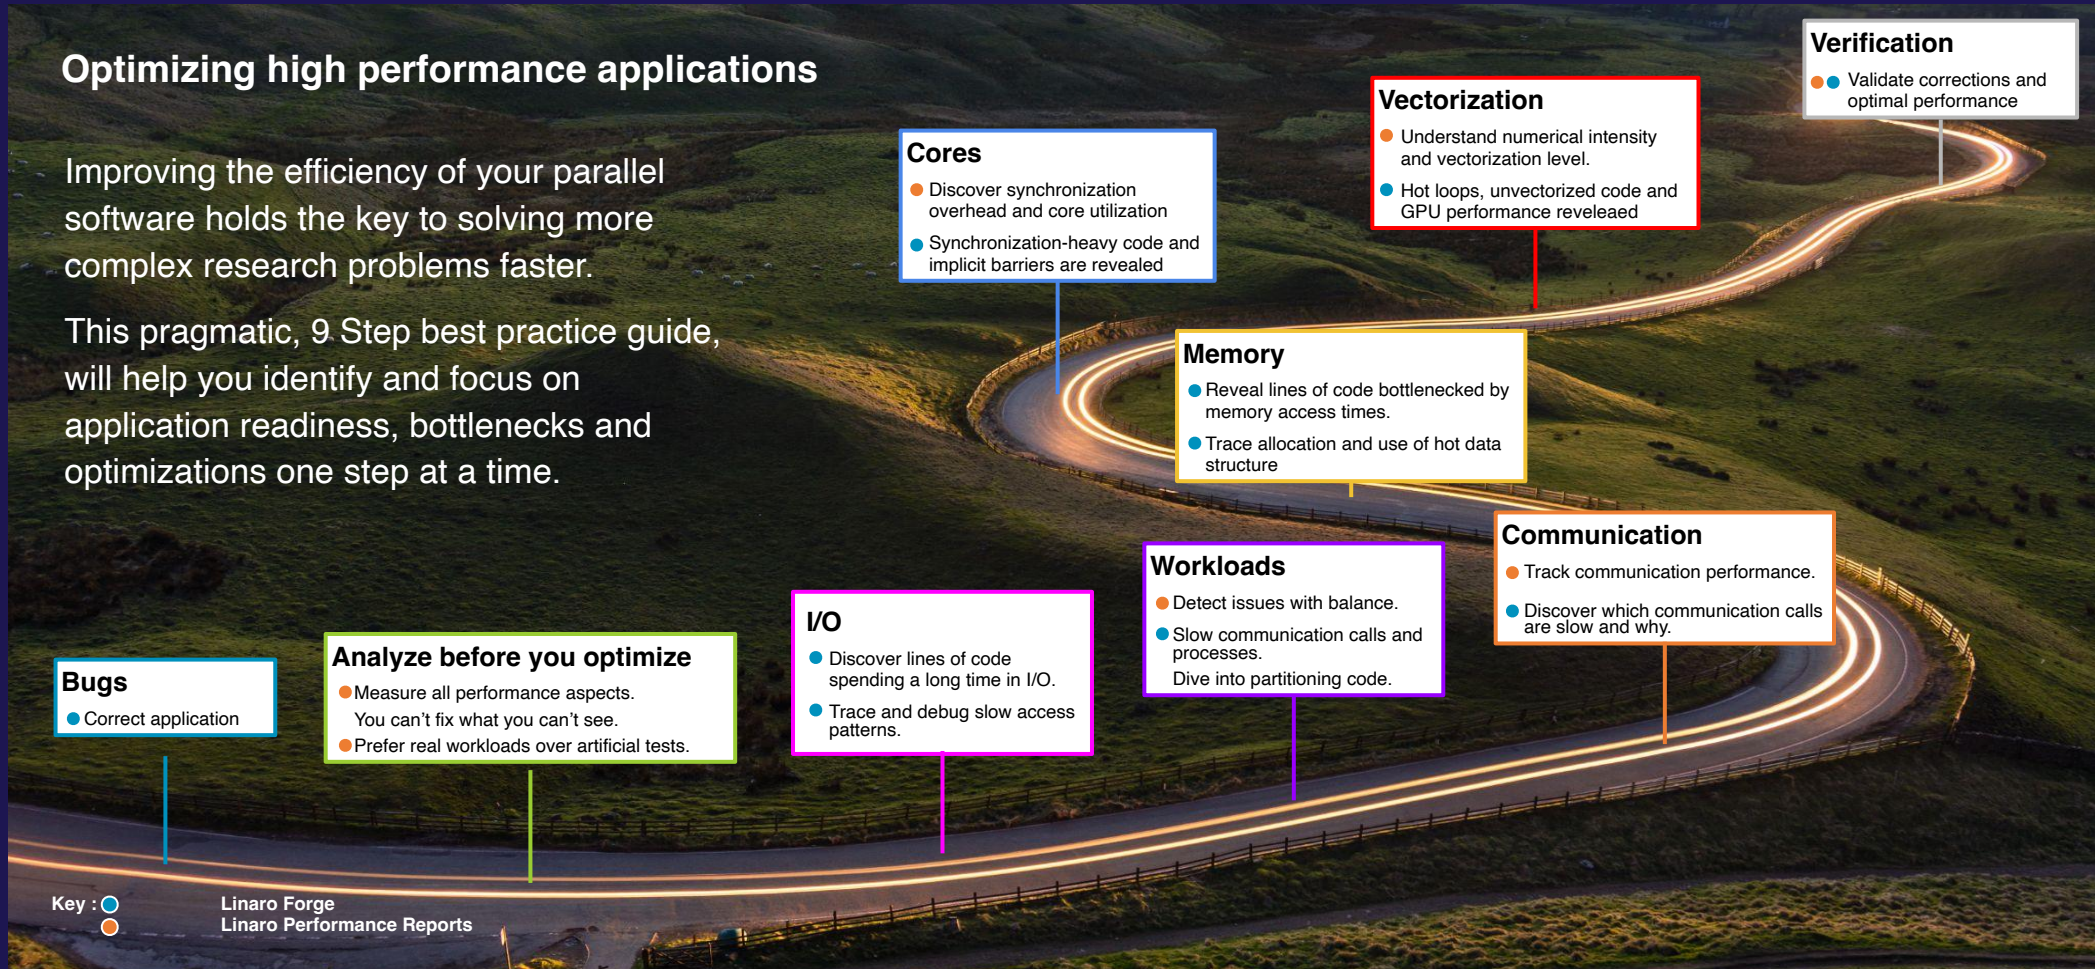 Optimizing high performance applications
Improving the efficiency of your parallel
software holds the key to solving more
complex research problems faster.
This pragmatic, 9 Step best practice guide,
will help you identify and focus on
application readiness, bottlenecks and
optimizations one step at a time.
Bugs
Correct application
Analyze before you optimize
Measure all performance aspects.
You can't fix what you can't see.
Prefer real workloads over artificial tests.
I/O
Discover lines of code
spending a long time in I/O.
Trace and debug slow access
patterns.
Workloads
Detect issues with balance.
Slow communication calls and
processes.
Dive into partitioning code.
Communication
Track communication performance.
Discover which communication calls
are slow and why.
Memory
Reveal lines of code bottlenecked by
memory access times.
Trace allocation and use of hot data
structure
Cores
Discover synchronization
overhead and core utilization
Synchronization-heavy code and
implicit barriers are revealed
Vectorization
Understand numerical intensity
and vectorization level.
Hot loops, unvectorized code and
GPU performance reveleaed
Verification
Validate corrections and
optimal performance
Key :
Linaro Forge
Linaro Performance Reports